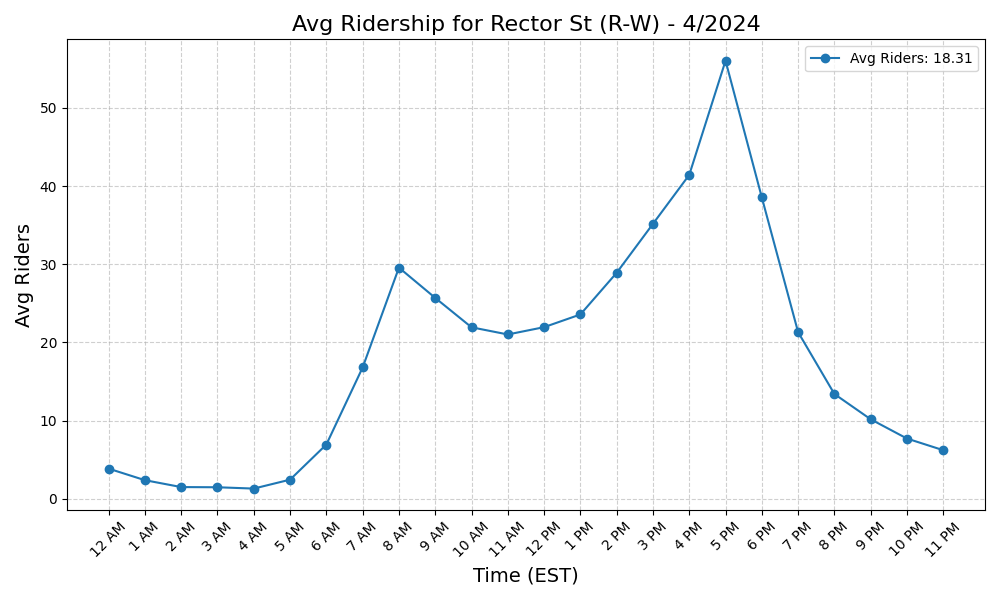 Avg Ridership for Rector St (R-W) - 4/2024
Avg Riders: 18.31
Avg Riders
50
40
30
20
10
0
12 AM
1 AM
2 AM
3 AM
4 AM
5 AM
6 AM
7 AM
8 AM
9 AM
10 AM
11 AM
12 PM
1 PM
2 PM
3 PM
4 PM
5 PM
6 PM
7 PM
8 PM
9 PM
10 PM
11 PM
Time (EST)